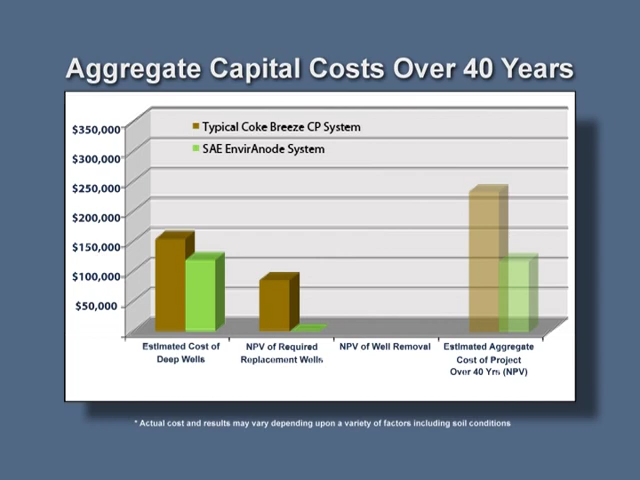 Aggregate Capital Costs Over 40 Years
$350,000
$300,000
$250,000
$200,000
$150,000
$100,000
$50,000
Typical Coke Breeze CP System
SAE EnvirAnode System
Estimated Cost of
Deep Wells
NPV of Required
Replacement Wells
NPV of Well Removal
Estimated Aggregate
Cost of Project
Over 40 Yrs (NPV)
* Actual cost and results may vary depending upon a variety of factors including soil conditions